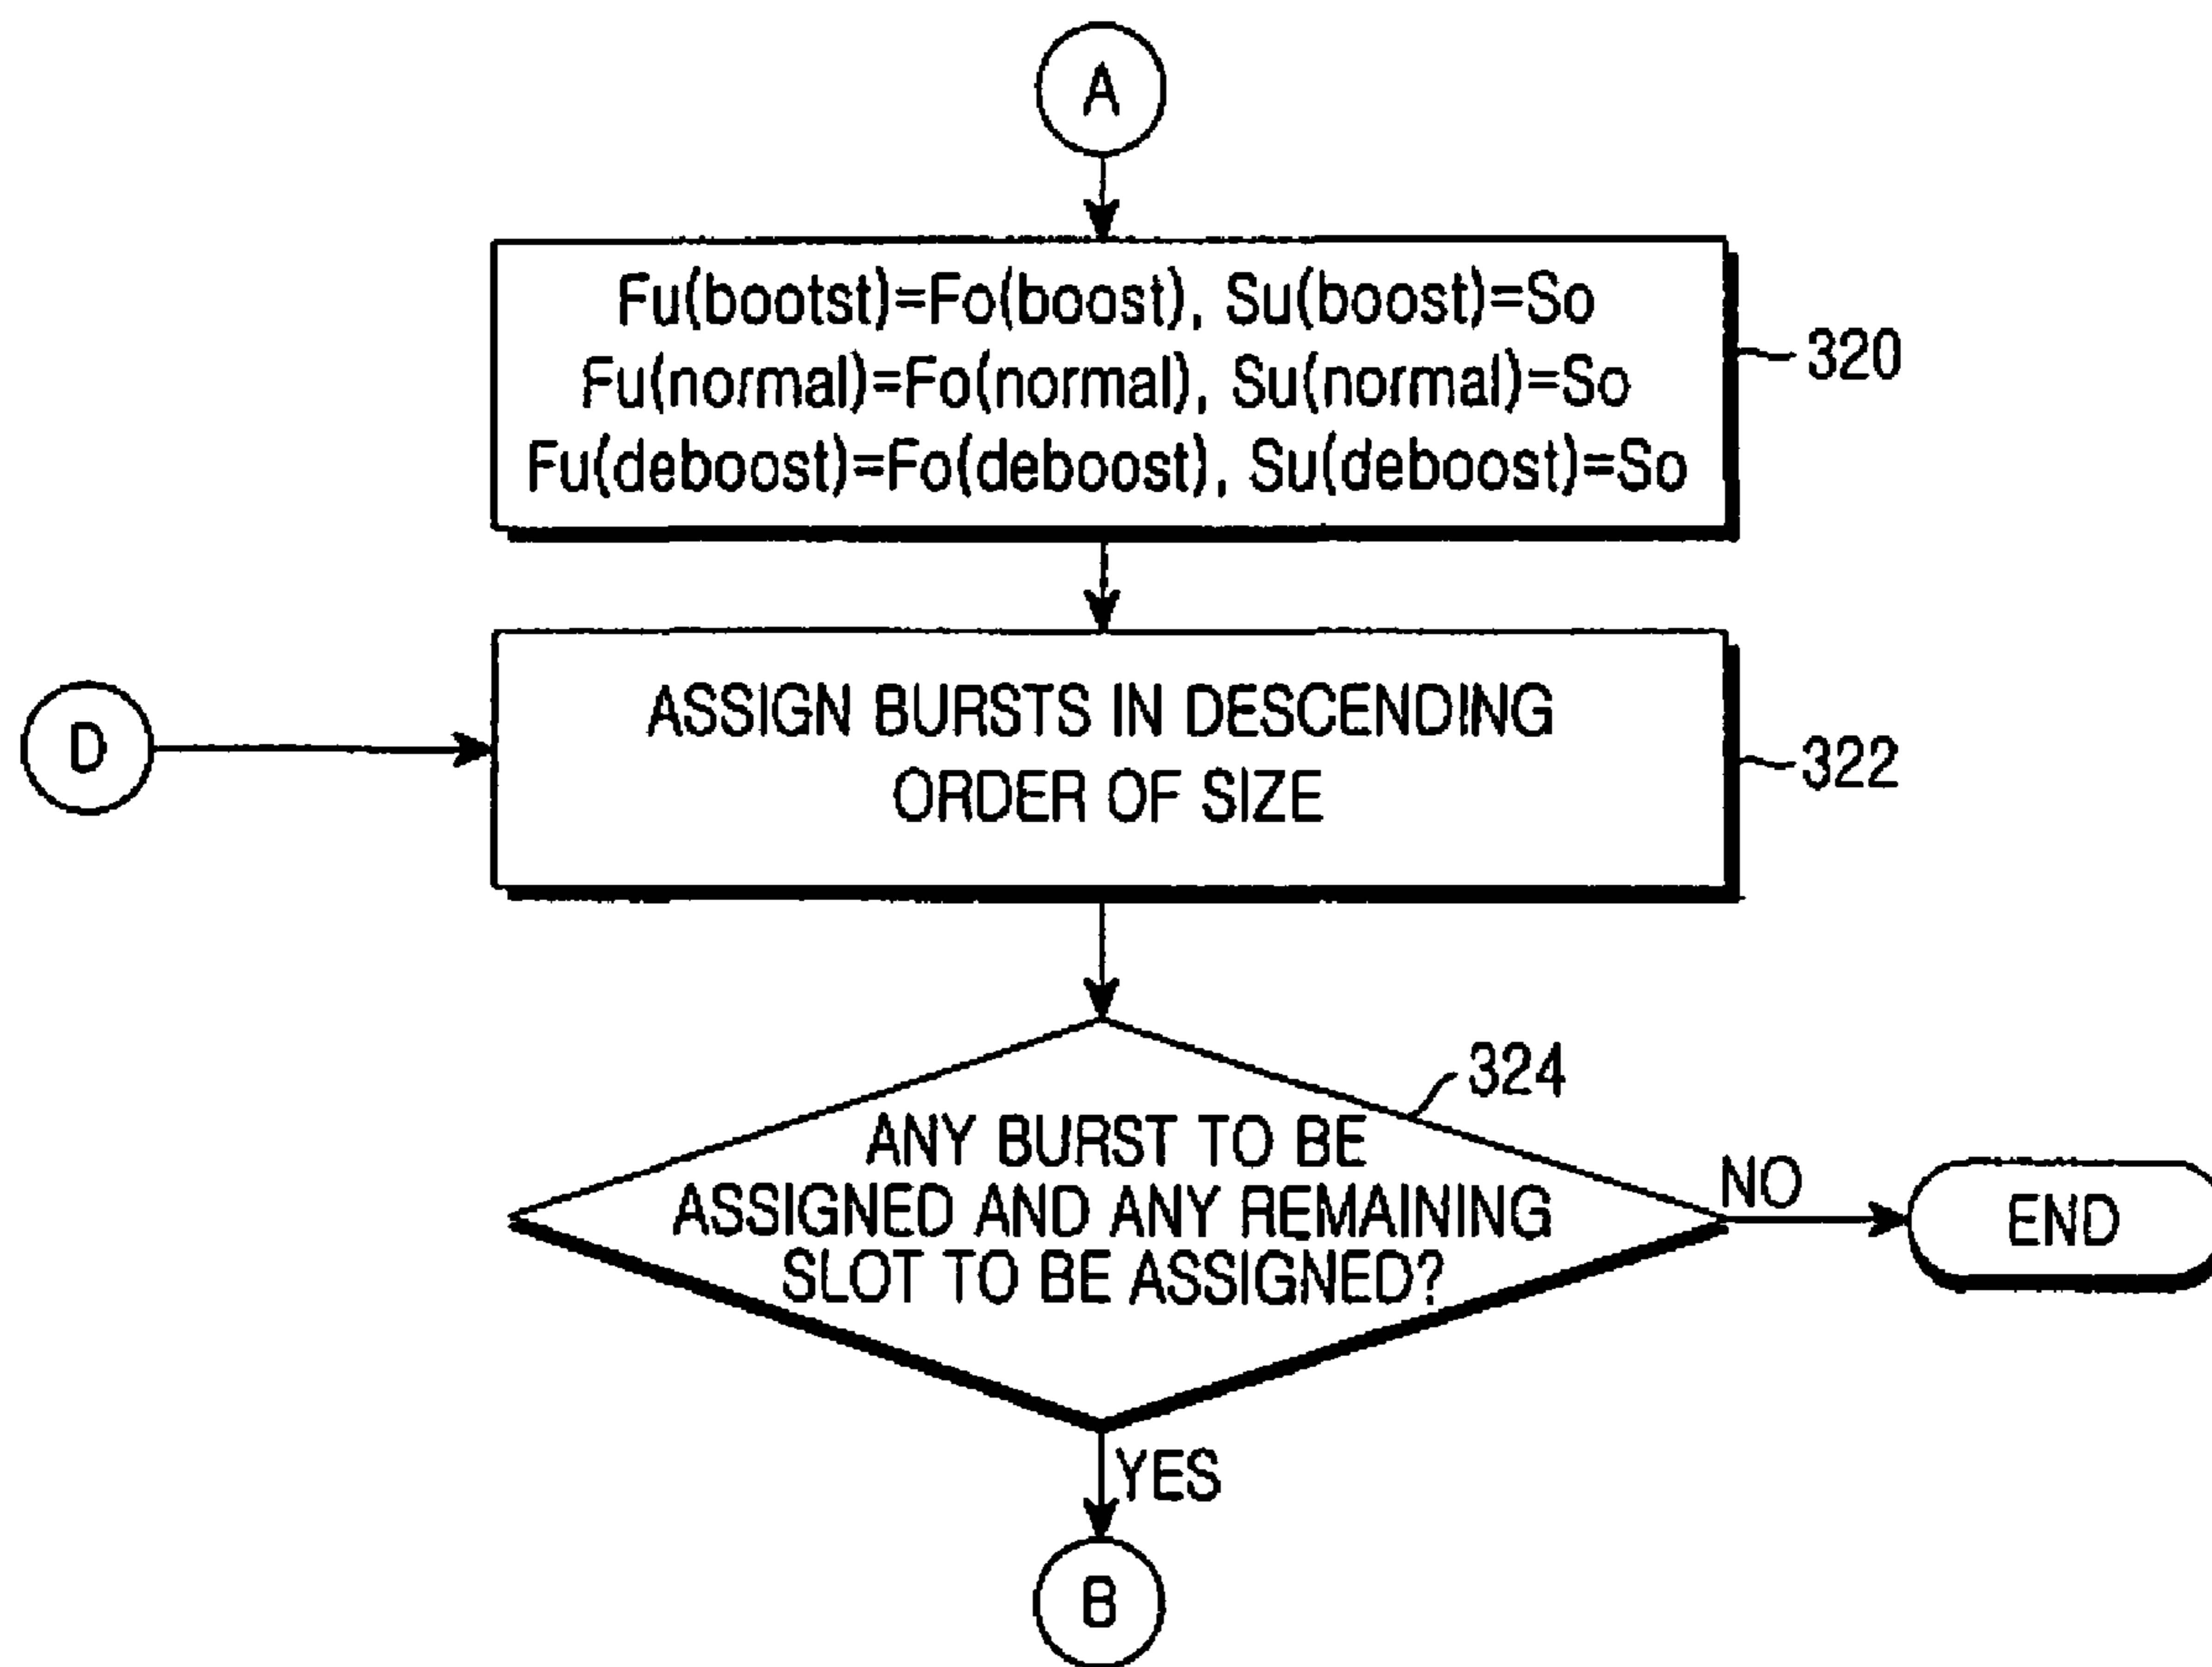 A
Fu(bootst)=Fo(boost), Su(boost)=So
Fu(normal)=Fo(normal), Su(normal)=So
Fu(deboost)=Fo(deboost), Su(deboost)=So
320
D
ASSIGN BURSTS IN DESCENDING
ORDER OF SIZE
322
324
ANY BURST TO BE
ASSIGNED AND ANY REMAINING
SLOT TO BE ASSIGNED?
NO
END
YES
B